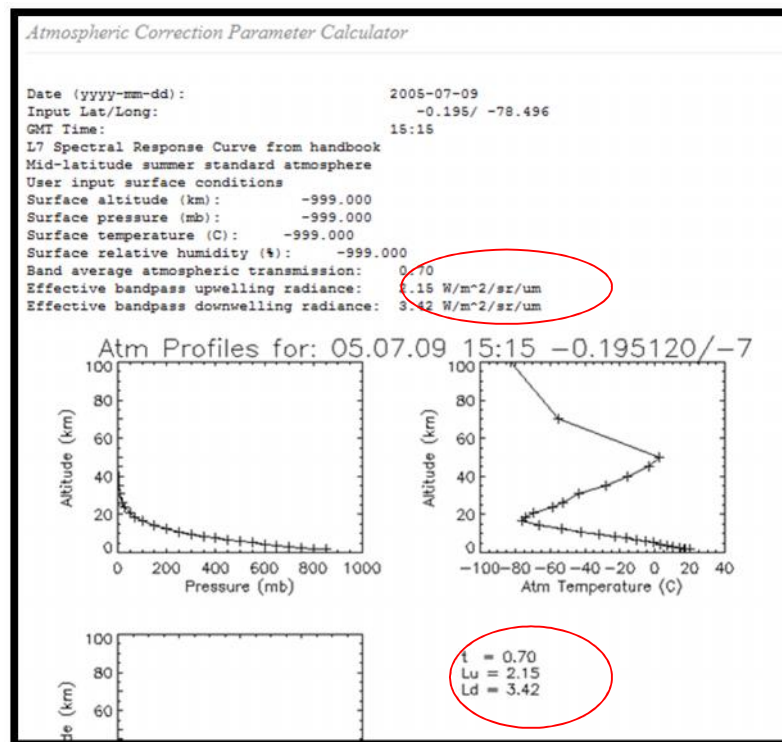 Atmospheric Correction Parameter Calculator
Date (yyyy-mm-dd): 2005-07-09
Input Lat/Long: -0.195/ -78.496
GMT Time: 15:15
L7 Spectral Response Curve from handbook
Mid-latitude summer standard atmosphere
User input surface conditions
Surface altitude (km): -999.000
Surface pressure (mb): -999.000
Surface temperature (C): -999.000
Surface relative humidity (%): -999.000
Band average atmospheric transmission: 0.70
Effective bandpass upwelling radiance: 2.15 W/m^2/sr/um
Effective bandpass downwelling radiance: 3.42 W/m^2/sr/um
Atm Profiles for: 05.07.09 15:15 -0.195120/-7
100
80
60
40
20
0
Altitude (km)
0 200 400 600 800 1000
Pressure (mb)
100
80
60
40
20
0
Altitude (km)
-100 -80 -60 -40 -20 0 20 40
Atm Temperature (C)
100
80
60
de (km)
t = 0.70
Lu = 2.15
Ld = 3.42